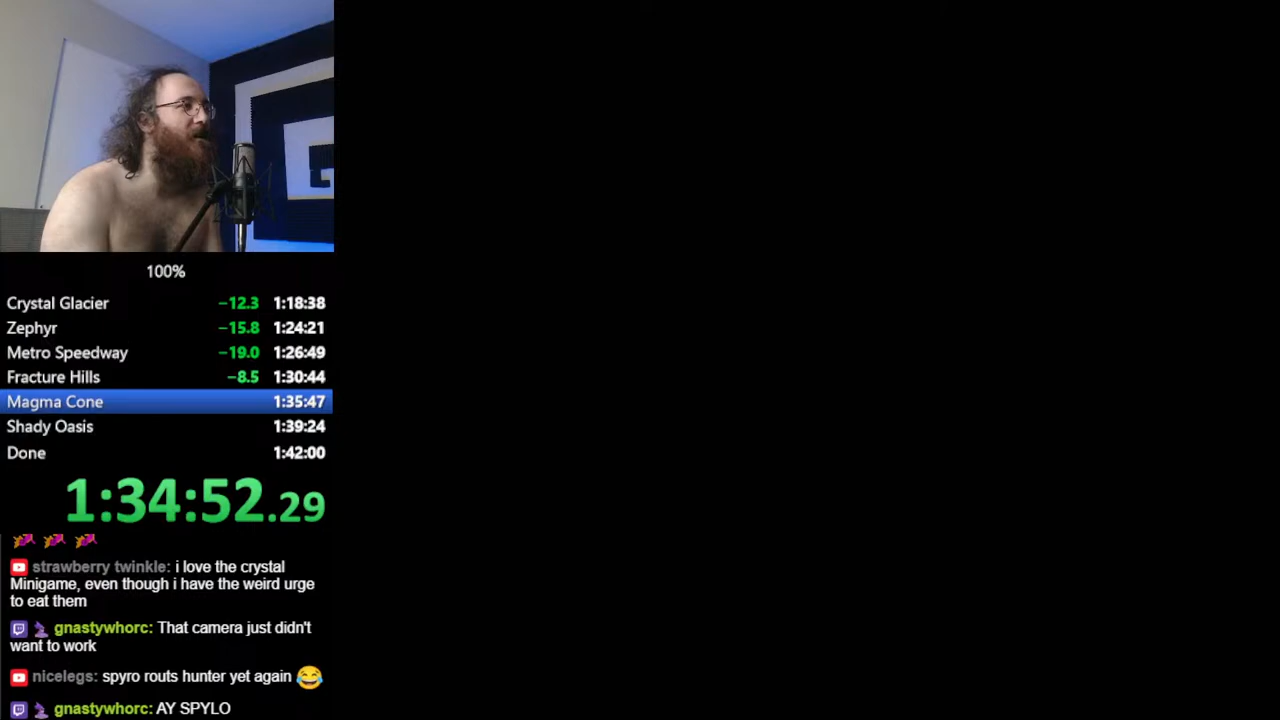 100%
Crystal Glacier −12.3 1:18:38
Zephyr −15.8 1:24:21
Metro Speedway −19.0 1:26:49
Fracture Hills −8.5 1:30:44
Magma Cone 1:35:47
Shady Oasis 1:39:24
Done 1:42:00
1:34:52.29
strawberry twinkle: i love the crystal
Minigame, even though i have the weird urge
to eat them
gnastywhorc: That camera just didn't
want to work
nicelegs: spyro routs hunter yet again 😂
gnastywhorc: AY SPYLO